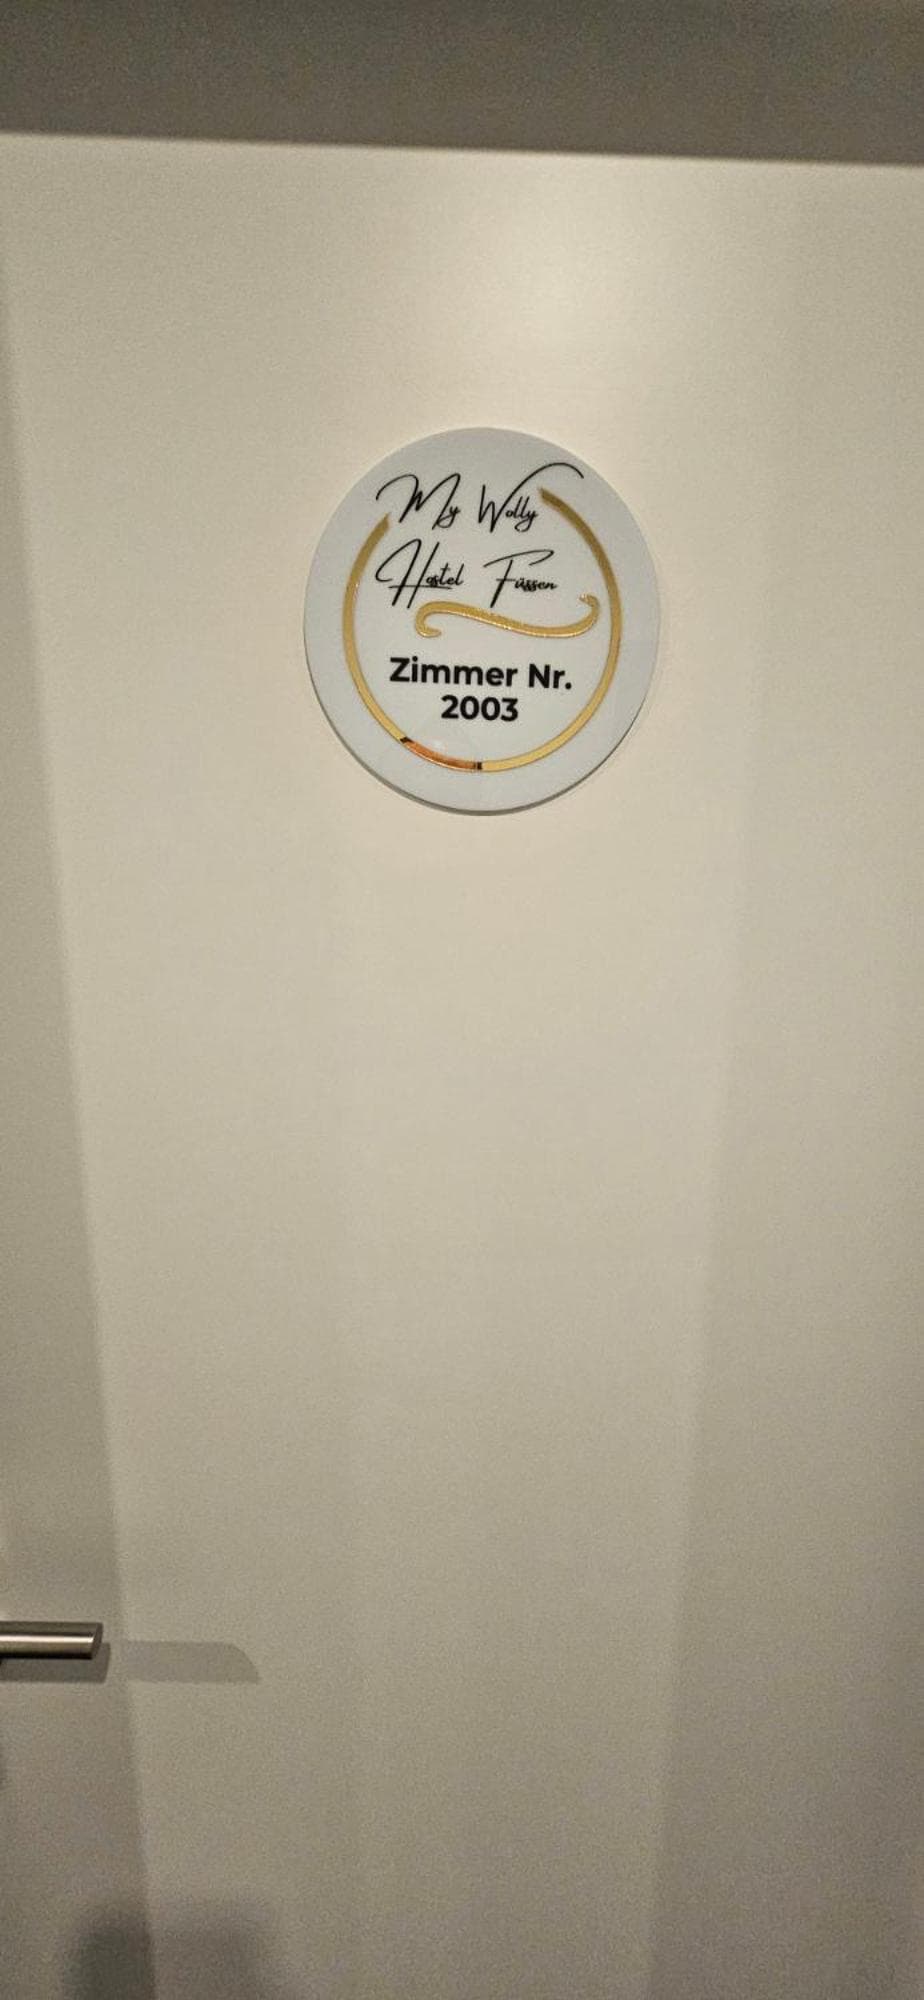 My Wolly
Hostel Füssen
Zimmer Nr.
2003